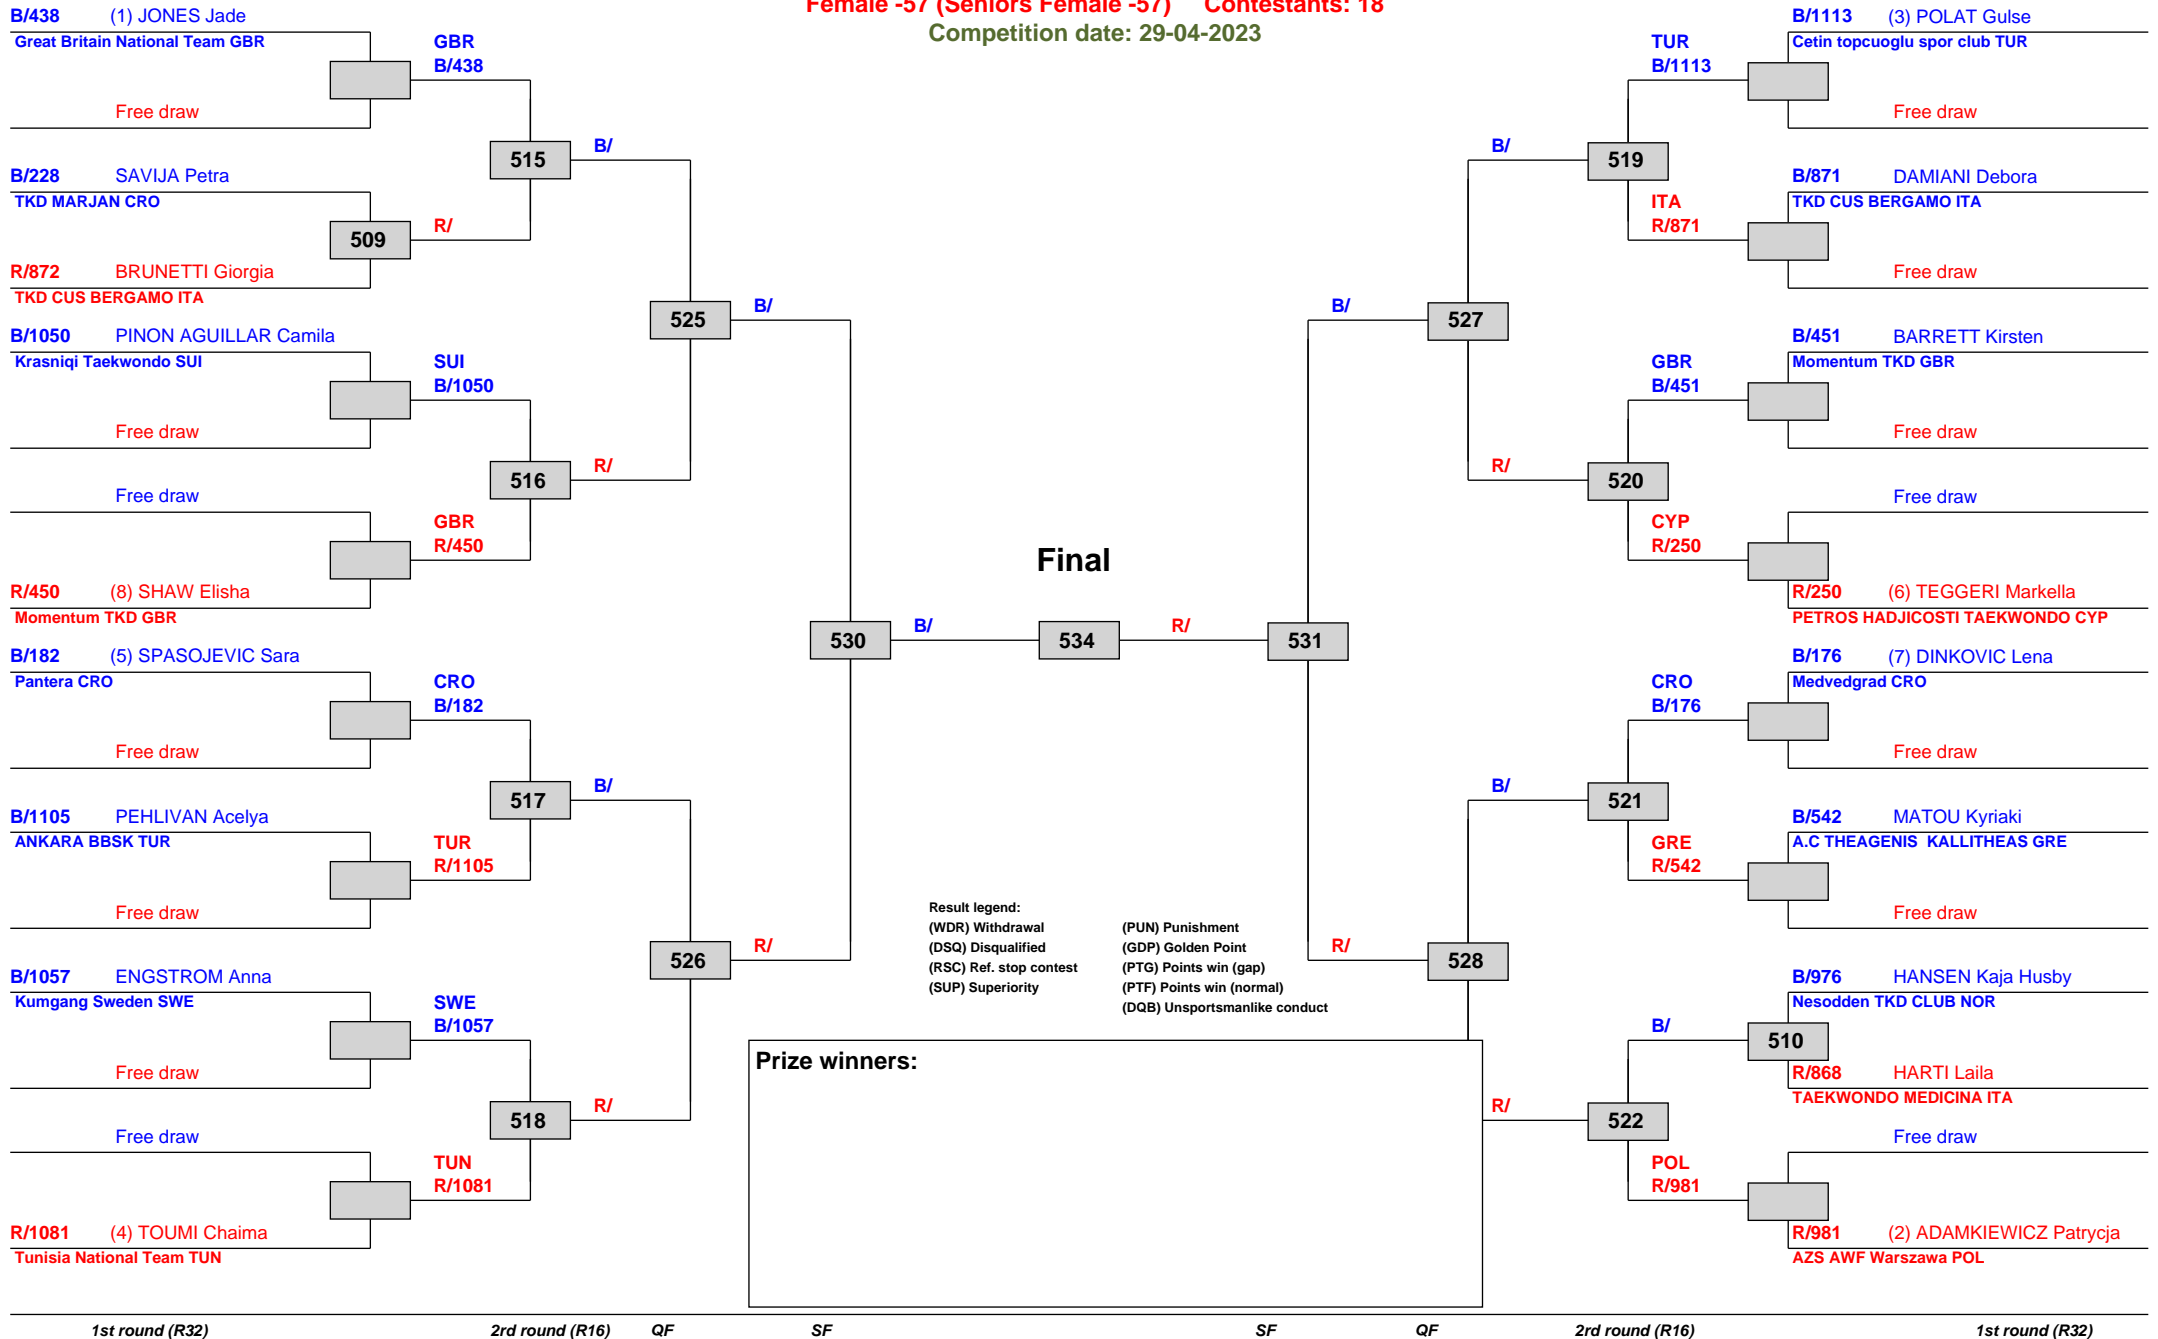 Female -57 (Seniors Female -57) Contestants: 18
Competition date: 29-04-2023
B/438 (1) JONES Jade
Great Britain National Team GBR
GBR
B/438
Free draw
515
B/
B/228 SAVIJA Petra
TKD MARJAN CRO
509
R/
R/872 BRUNETTI Giorgia
TKD CUS BERGAMO ITA
525
B/
B/1050 PINON AGUILLAR Camila
Krasniqi Taekwondo SUI
SUI
B/1050
Free draw
516
R/
Free draw
GBR
R/450
R/450 (8) SHAW Elisha
Momentum TKD GBR
530
B/
B/182 (5) SPASOJEVIC Sara
Pantera CRO
CRO
B/182
Free draw
517
B/
B/1105 PEHLIVAN Acelya
ANKARA BBSK TUR
TUR
R/1105
Free draw
526
R/
B/1057 ENGSTROM Anna
Kumgang Sweden SWE
SWE
B/1057
Free draw
518
R/
Free draw
TUN
R/1081
R/1081 (4) TOUMI Chaima
Tunisia National Team TUN
Final
534
R/
531
B/1113 (3) POLAT Gulse
Cetin topcuoglu spor club TUR
TUR
B/1113
Free draw
B/
519
B/871 DAMIANI Debora
TKD CUS BERGAMO ITA
ITA
R/871
Free draw
B/
527
B/451 BARRETT Kirsten
Momentum TKD GBR
GBR
B/451
Free draw
R/
520
Free draw
CYP
R/250
R/250 (6) TEGGERI Markella
PETROS HADJICOSTI TAEKWONDO CYP
B/176 (7) DINKOVIC Lena
Medvedgrad CRO
CRO
B/176
Free draw
B/
521
B/542 MATOU Kyriaki
A.C THEAGENIS KALLITHEAS GRE
GRE
R/542
Free draw
R/
528
B/976 HANSEN Kaja Husby
Nesodden TKD CLUB NOR
B/
510
R/868 HARTI Laila
TAEKWONDO MEDICINA ITA
R/
522
Free draw
POL
R/981
R/981 (2) ADAMKIEWICZ Patrycja
AZS AWF Warszawa POL
Result legend:
(WDR) Withdrawal (PUN) Punishment
(DSQ) Disqualified (GDP) Golden Point
(RSC) Ref. stop contest (PTG) Points win (gap)
(SUP) Superiority (PTF) Points win (normal)
(DQB) Unsportsmanlike conduct
Prize winners:
1st round (R32) 2rd round (R16) QF SF SF QF 2rd round (R16) 1st round (R32)